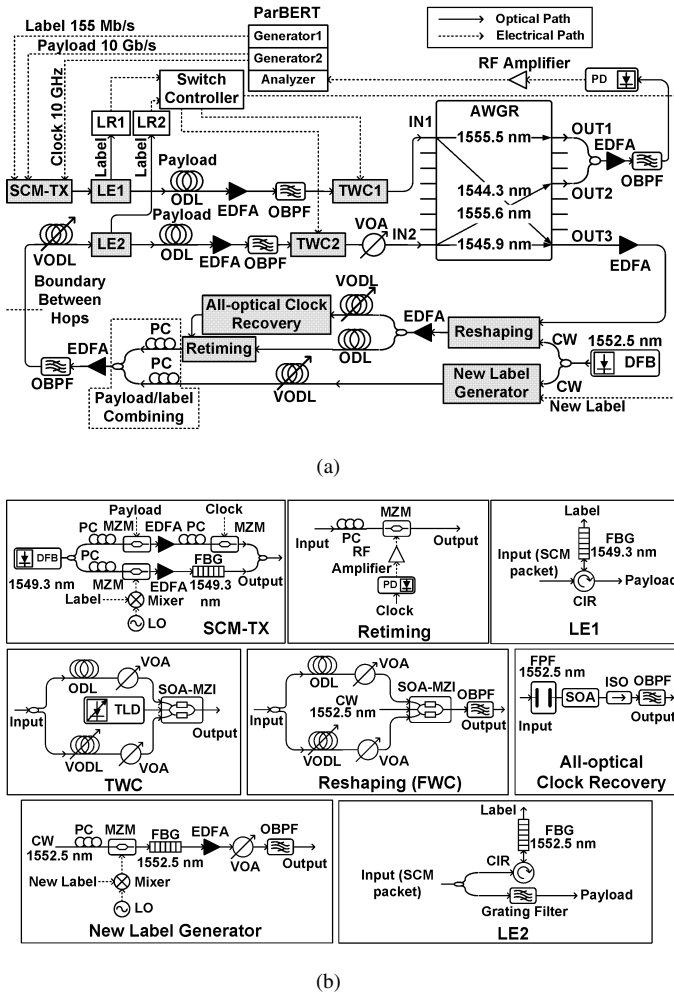 ParBERT
Label 155 Mb/s
Payload 10 Gb/s
Clock 10 GHz
Generator1
Generator2
Analyzer
Optical Path
Electrical Path
RF Amplifier
PD
Switch
Controller
LR1
LR2
Label
Label
AWGR
IN1
1555.5 nm
OUT1
EDFA
OBPF
1544.3 nm
OUT2
1555.6 nm
IN2
1545.9 nm
OUT3
EDFA
SCM-TX
LE1
Payload
ODL
EDFA
OBPF
TWC1
VODL
LE2
Payload
ODL
EDFA
OBPF
TWC2
VOA
Boundary
Between
Hops
All-optical Clock
Recovery
VODL
EDFA
Reshaping
CW
1552.5 nm
DFB
CW
PC
Retiming
ODL
EDFA
OBPF
PC
VODL
New Label
Generator
New Label
Payload/label
Combining
(a)
Payload
Clock
PC
MZM
EDFA
PC
MZM
DFB
1549.3 nm
PC
MZM
EDFA
FBG
1549.3
nm
Output
Label
Mixer
LO
SCM-TX
MZM
Input
PC
Output
RF
Amplifier
PD
Clock
Retiming
Label
FBG
1549.3 nm
Input (SCM
packet)
CIR
Payload
LE1
VOA
ODL
SOA-MZI
Input
TLD
Output
VODL
VOA
TWC
VOA
ODL
SOA-MZI
OBPF
CW
1552.5 nm
Input
Output
VODL
VOA
Reshaping (FWC)
FPF
1552.5 nm
ISO
OBPF
SOA
Input
Output
All-optical
Clock Recovery
CW
1552.5 nm
PC
MZM
FBG
1552.5 nm
EDFA
VOA
OBPF
Output
New Label
Mixer
LO
New Label Generator
Label
FBG
1552.5 nm
CIR
Input (SCM
packet)
Payload
Grating Filter
LE2
(b)